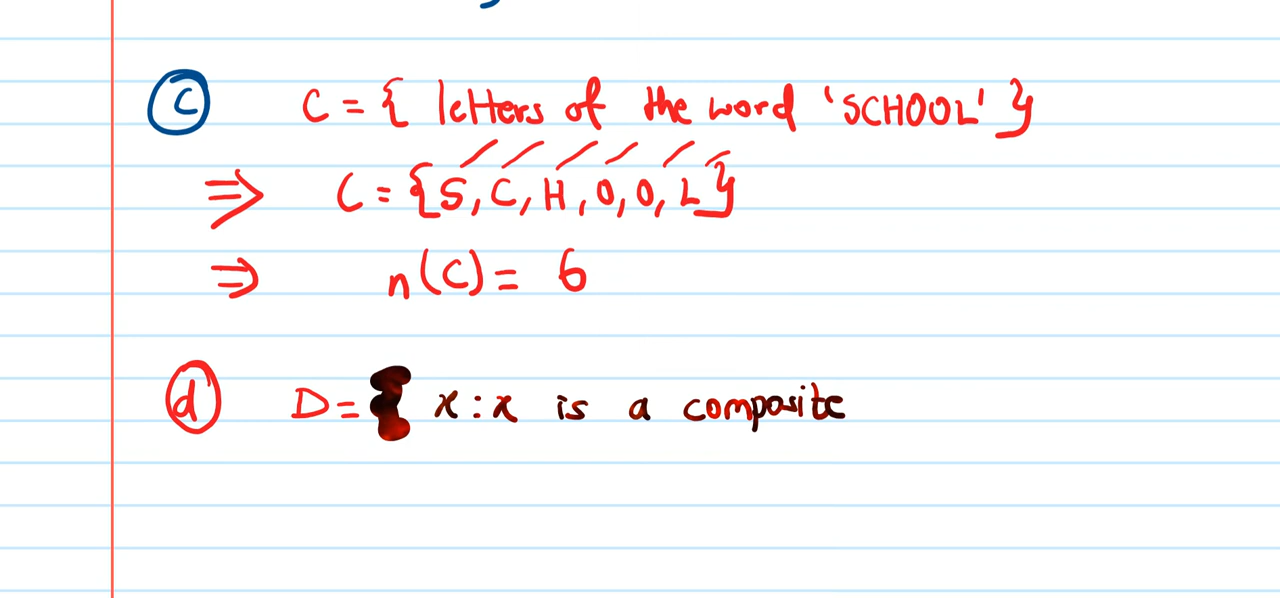 (c) C = { letters of the word 'SCHOOL' }
⇒ C = {S, C, H, O, O, L}
⇒ n(C) = 6
(d) D = { x : x is a composite